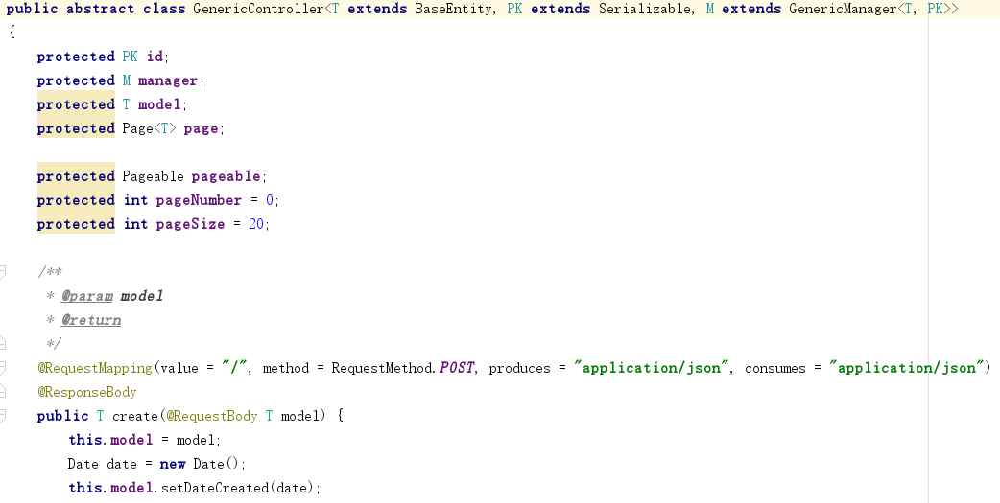 public abstract class GenericController<T extends BaseEntity, PK extends Serializable, M extends GenericManager<T, PK>>
{
protected PK id;
protected M manager;
protected T model;
protected Page<T> page;
protected Pageable pageable;
protected int pageNumber = 0;
protected int pageSize = 20;
/**
* @param model
* @return
*/
@RequestMapping(value = "/", method = RequestMethod.POST, produces = "application/json", consumes = "application/json")
@ResponseBody
public T create(@RequestBody T model) {
this.model = model;
Date date = new Date();
this.model.setDateCreated(date);